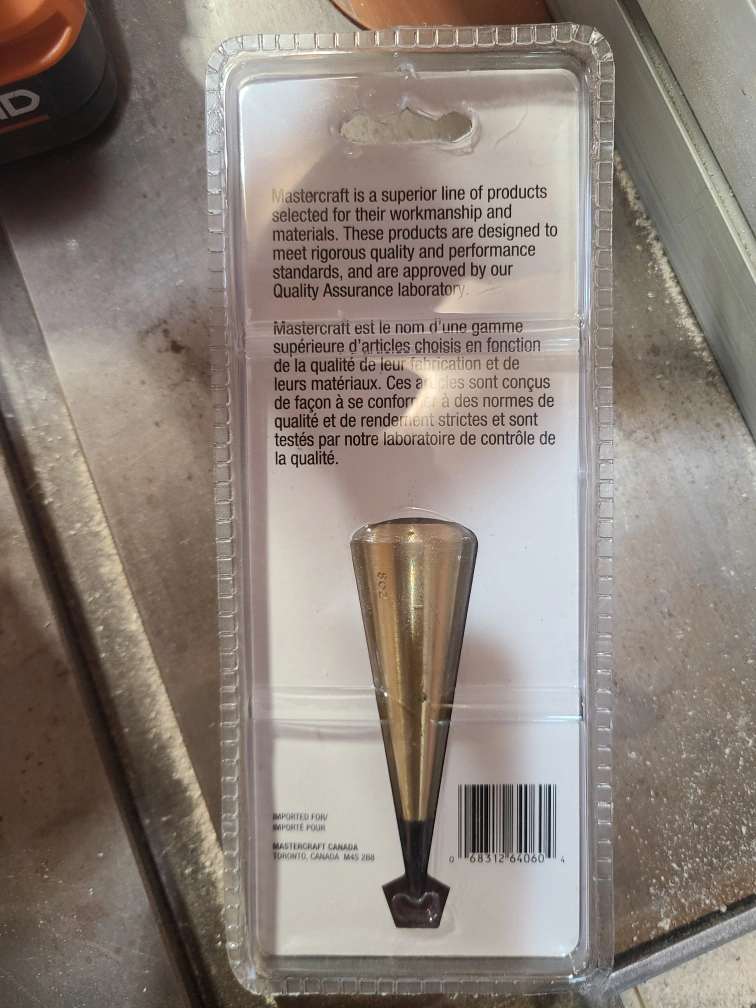 Mastercraft is a superior line of products
selected for their workmanship and
materials. These products are designed to
meet rigorous quality and performance
standards, and are approved by our
Quality Assurance laboratory.
Mastercraft est le nom d'une gamme
supérieure d'articles choisis en fonction
de la qualité de leur fabrication et de
leurs matériaux. Ces articles sont conçus
de façon à se conformer à des normes de
qualité et de rendement strictes et sont
testés par notre laboratoire de contrôle de
la qualité.
8oz
IMPORTED FOR/
IMPORTÉ POUR
MASTERCRAFT CANADA
TORONTO, CANADA M4S 2B8
0 68312 64060 4